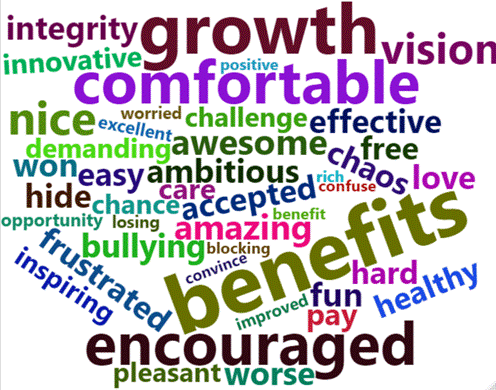 integrity growth vision
innovative positive
comfortable
nice worried challenge effective
excellent awesome free
demanding chaos
won easy ambitious rich love
hide care accepted confuse
chance
opportunity losing amazing benefit
bullying blocking benefits
frustrated convince hard
inspiring fun healthy
improved pay
encouraged
pleasant worse